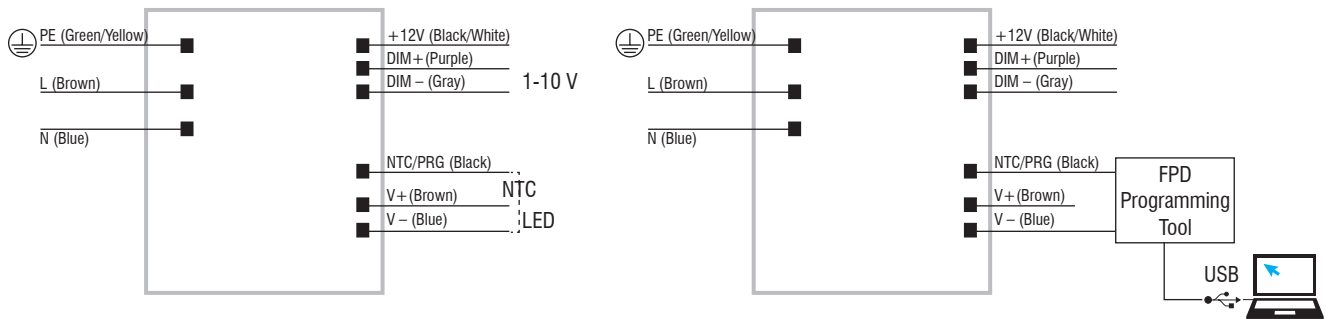 PE (Green/Yellow)
L (Brown)
N (Blue)
+12V (Black/White)
DIM+(Purple)
DIM – (Gray)
1-10 V
NTC/PRG (Black)
NTC
V+(Brown)
V – (Blue)
LED
PE (Green/Yellow)
L (Brown)
N (Blue)
+12V (Black/White)
DIM+(Purple)
DIM – (Gray)
NTC/PRG (Black)
V+(Brown)
V – (Blue)
FPD
Programming
Tool
USB